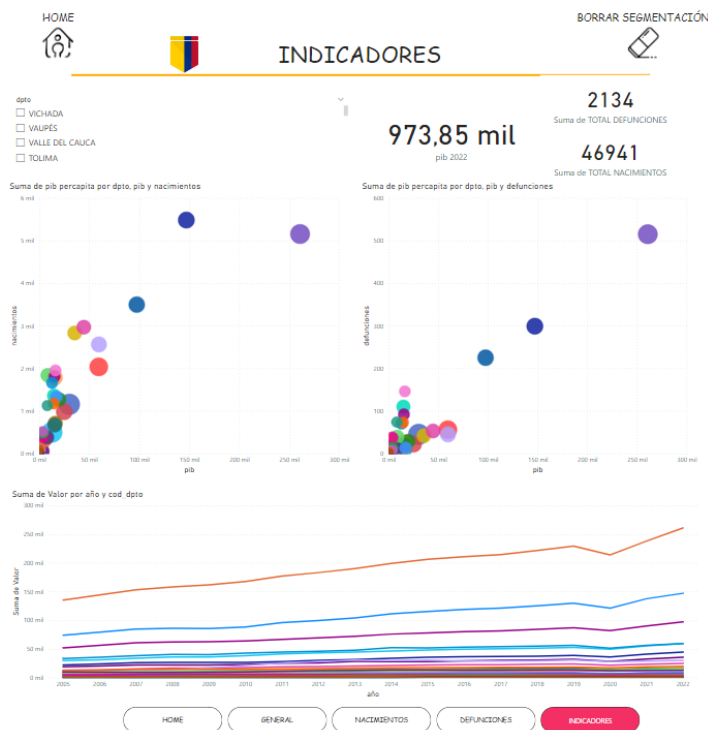 HOME
BORRAR SEGMENTACIÓN
INDICADORES
dpto
VICHADA
VAUPÉS
VALLE DEL CAUCA
TOLIMA
973,85 mil
pib 2022
2134
Suma de TOTAL DEFUNCIONES
46941
Suma de TOTAL NACIMIENTOS
Suma de pib percapita por dpto, pib y nacimientos
6 mil
5 mil
4 mil
3 mil
2 mil
1 mil
0 mil
nacimientos
0 mil 50 mil 100 mil 150 mil 200 mil 250 mil 300 mil
pib
Suma de pib percapita por dpto, pib y defunciones
600
500
400
300
200
100
0
defunciones
0 mil 50 mil 100 mil 150 mil 200 mil 250 mil 300 mil
pib
Suma de Valor por año y cod_dpto
300 mil
250 mil
200 mil
150 mil
100 mil
50 mil
0 mil
Suma de Valor
2005 2006 2007 2008 2009 2010 2011 2012 2013 2014 2015 2016 2017 2018 2019 2020 2021 2022
año
HOME
GENERAL
NACIMIENTOS
DEFUNCIONES
INDICADORES